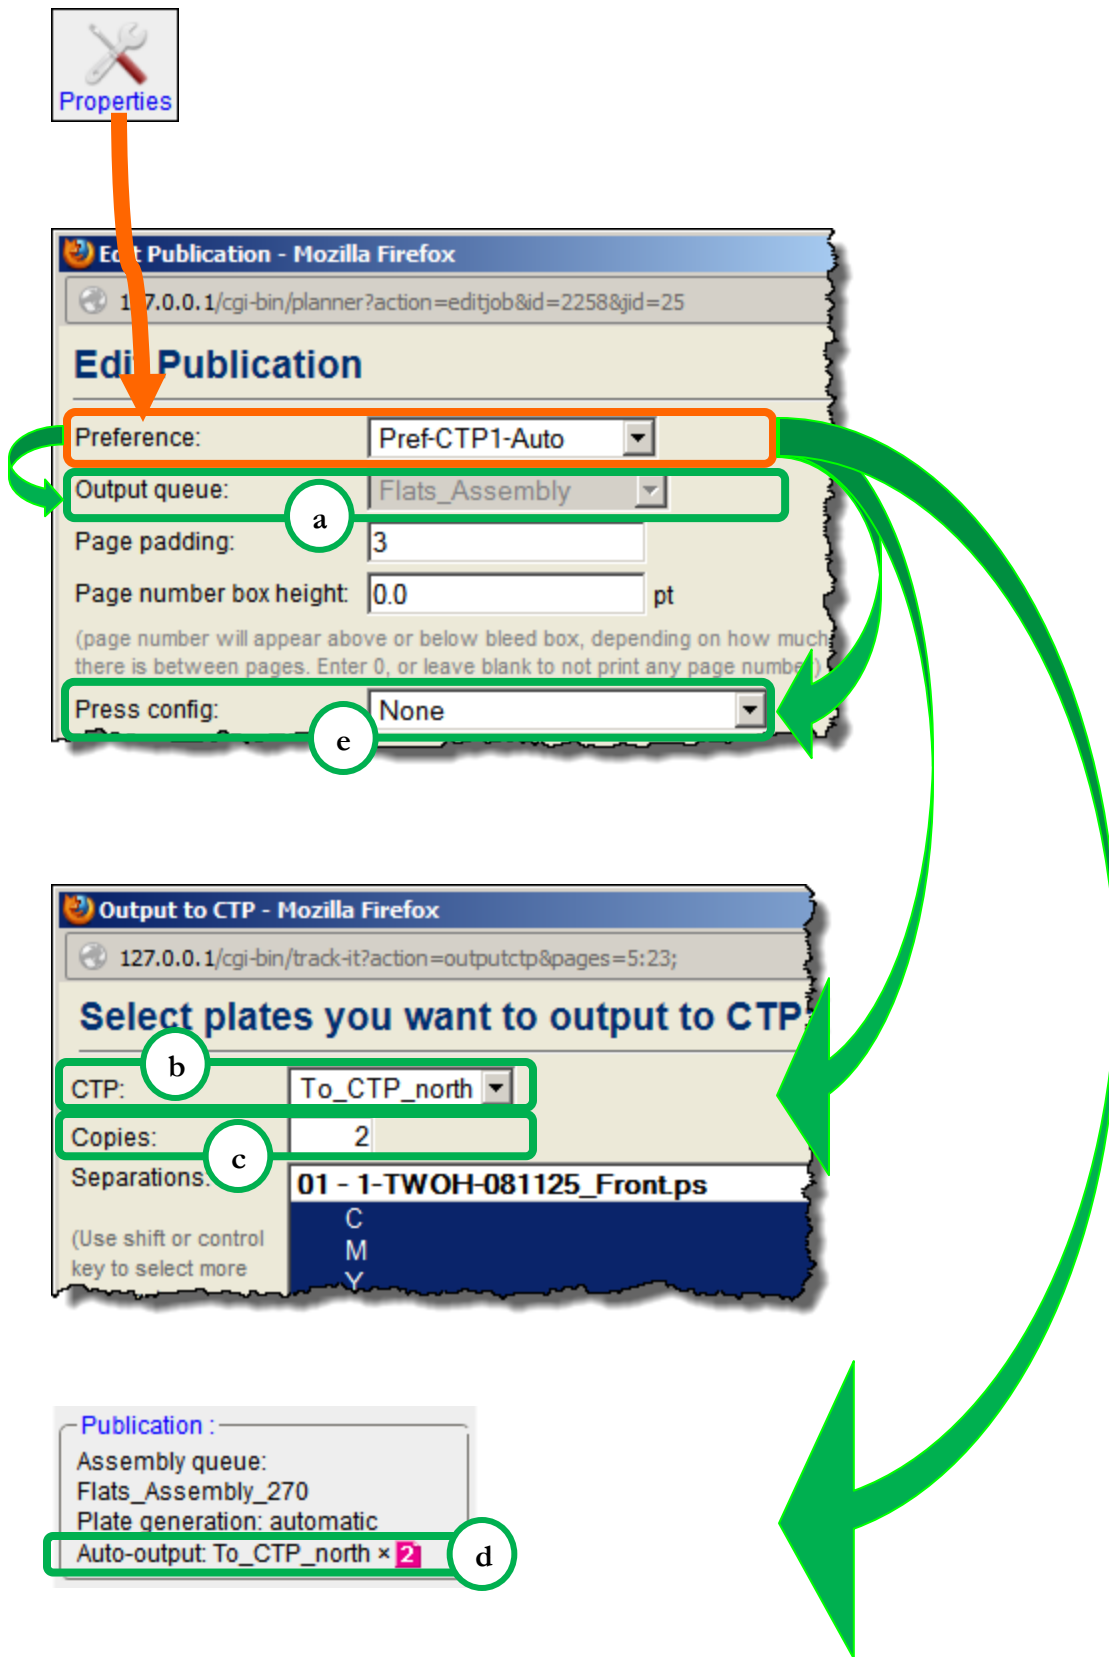 Properties
Edit Publication - Mozilla Firefox
127.0.0.1/cgi-bin/planner?action=editjob&id=2258&jid=25
Edit Publication
Preference: Pref-CTP1-Auto
Output queue: Flats_Assembly
a
Page padding: 3
Page number box height: 0.0 pt
(page number will appear above or below bleed box, depending on how much
there is between pages. Enter 0, or leave blank to not print any page number)
Press config: None
e
Output to CTP - Mozilla Firefox
127.0.0.1/cgi-bin/track-it?action=outputctp&pages=5:23;
Select plates you want to output to CTP:
b
CTP: To_CTP_north
Copies: 2
c
Separations: 01 - 1-TWOH-081125_Front.ps
C
(Use shift or control M
key to select more Y
Publication :
Assembly queue:
Flats_Assembly_270
Plate generation: automatic
Auto-output: To_CTP_north × 2
d